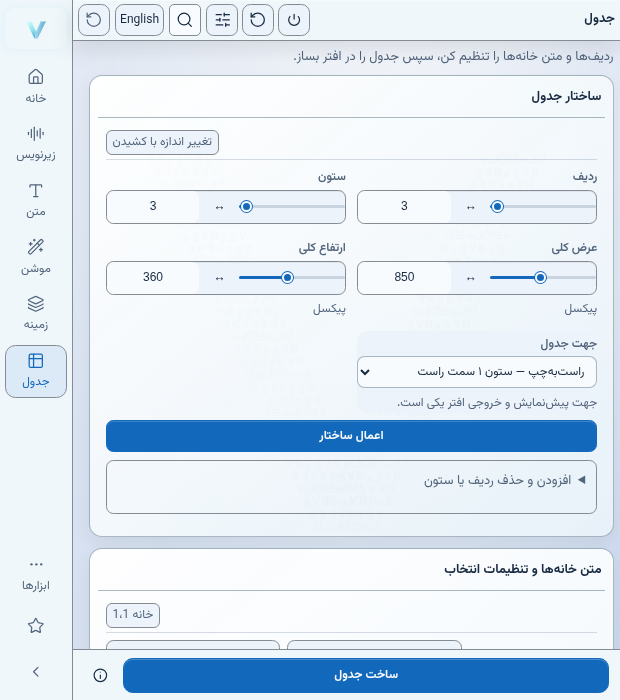 جدول
English
ردیف‌ها و متن خانه‌ها را تنظیم کن، سپس جدول را در افتر بساز.
ساختار جدول
تغییر اندازه با کشیدن
ردیف
3
ستون
3
عرض کلی
850
پیکسل
ارتفاع کلی
360
پیکسل
جهت جدول
راست‌به‌چپ — ستون ۱ سمت راست
جهت پیش‌نمایش و خروجی افتر یکی است.
اعمال ساختار
افزودن و حذف ردیف یا ستون
متن خانه‌ها و تنظیمات انتخاب
خانه 1،1
ساخت جدول
خانه
زیرنویس
متن
موشن
زمینه
جدول
ابزارها